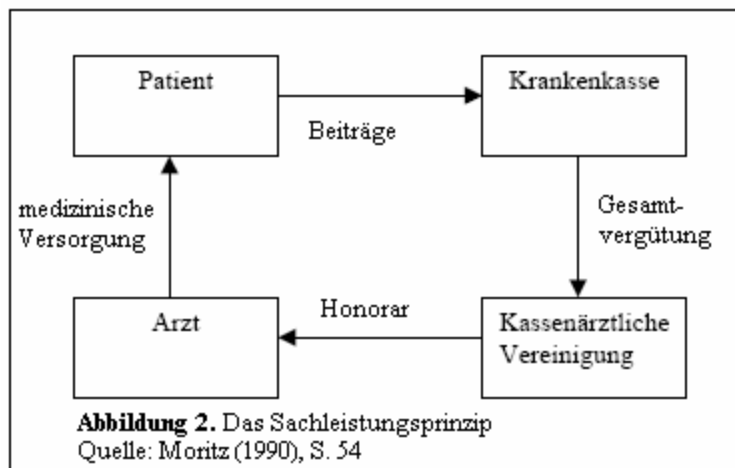 Patient
Krankenkasse
Beiträge
medizinische
Versorgung
Gesamt-
vergütung
Arzt
Honorar
Kassenärztliche
Vereinigung
Abbildung 2. Das Sachleistungsprinzip
Quelle: Moritz (1990), S. 54